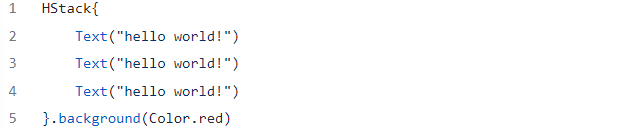 1 HStack{
2     Text("hello world!")
3     Text("hello world!")
4     Text("hello world!")
5 }.background(Color.red)